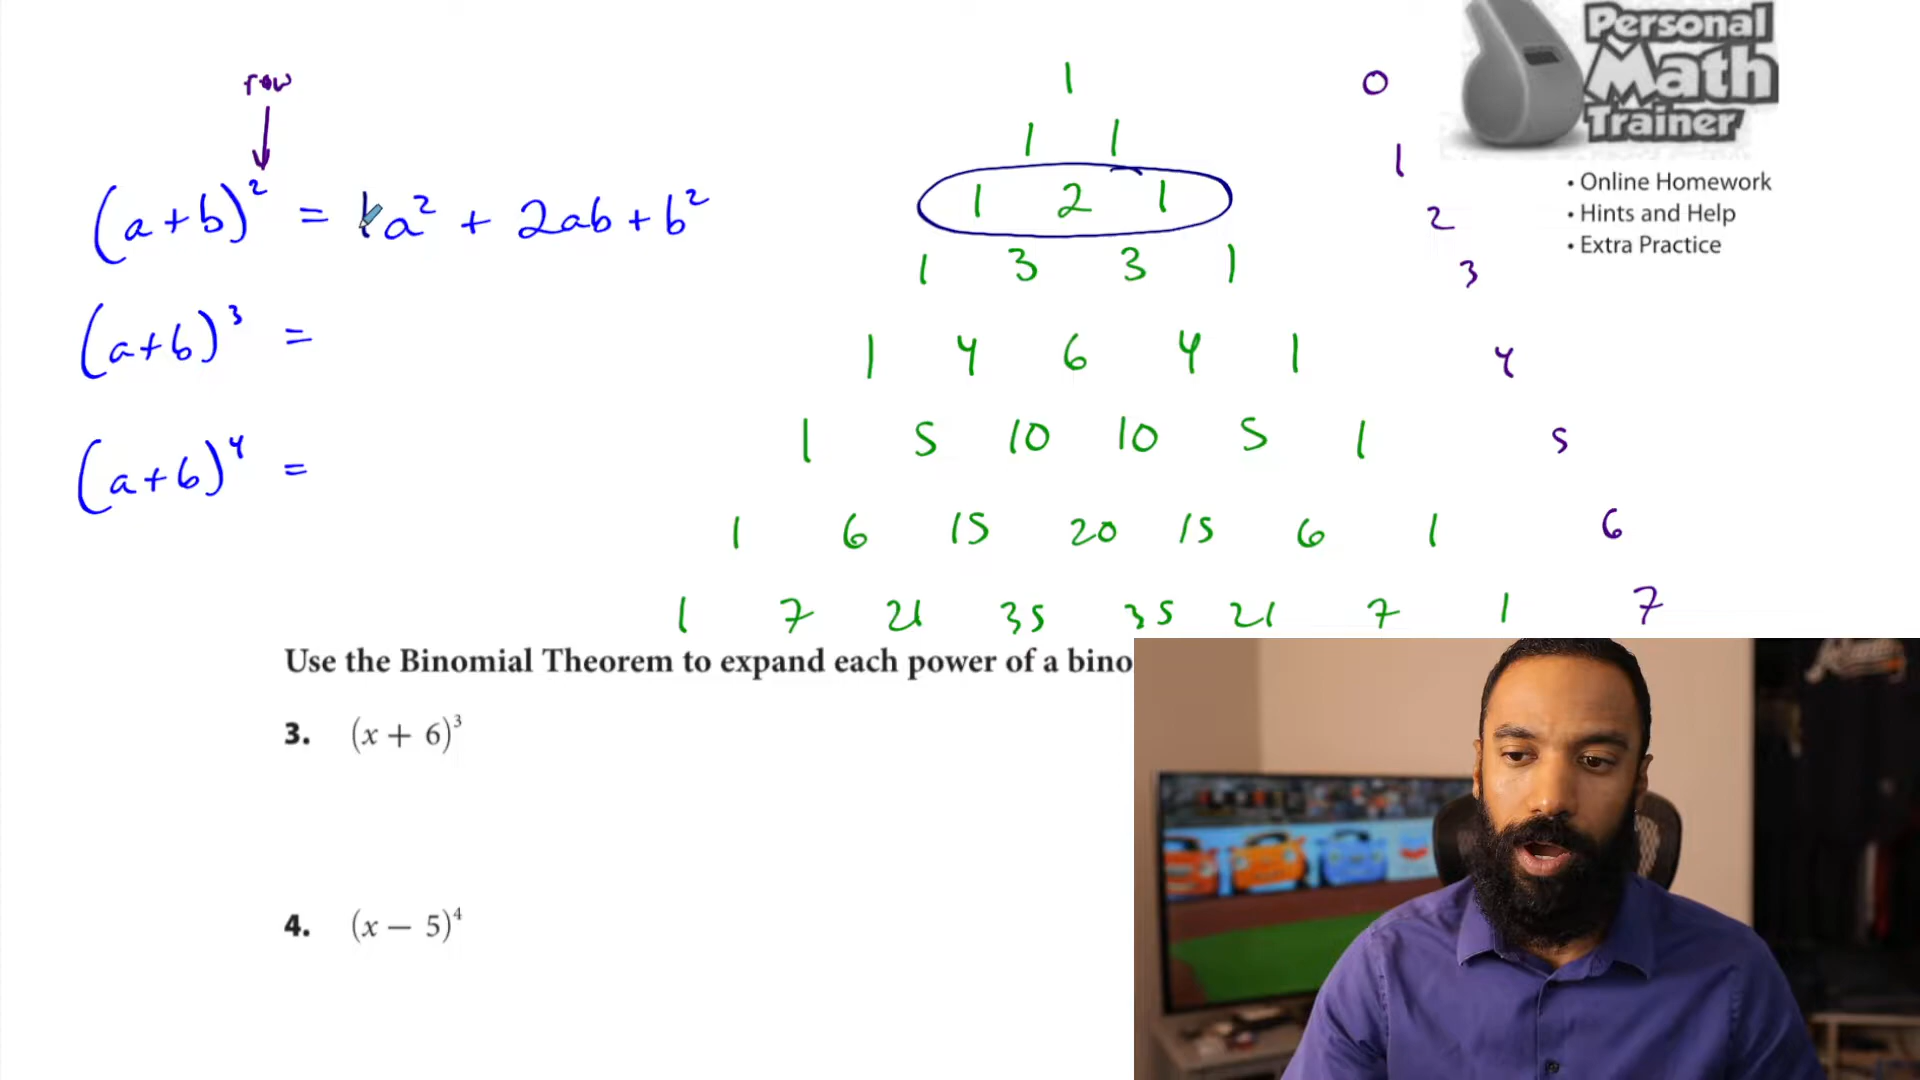 row
(a+b)² = 1a² + 2ab + b²
(a+b)³ =
(a+b)⁴ =
1 0
1 1 1
1 2 1 2
1 3 3 1 3
1 4 6 4 1 4
1 5 10 10 5 1 5
1 6 15 20 15 6 1 6
1 7 21 35 35 21 7 1 7
Personal
Math
Trainer
• Online Homework
• Hints and Help
• Extra Practice
Use the Binomial Theorem to expand each power of a bino
3. (x + 6)³
4. (x − 5)⁴